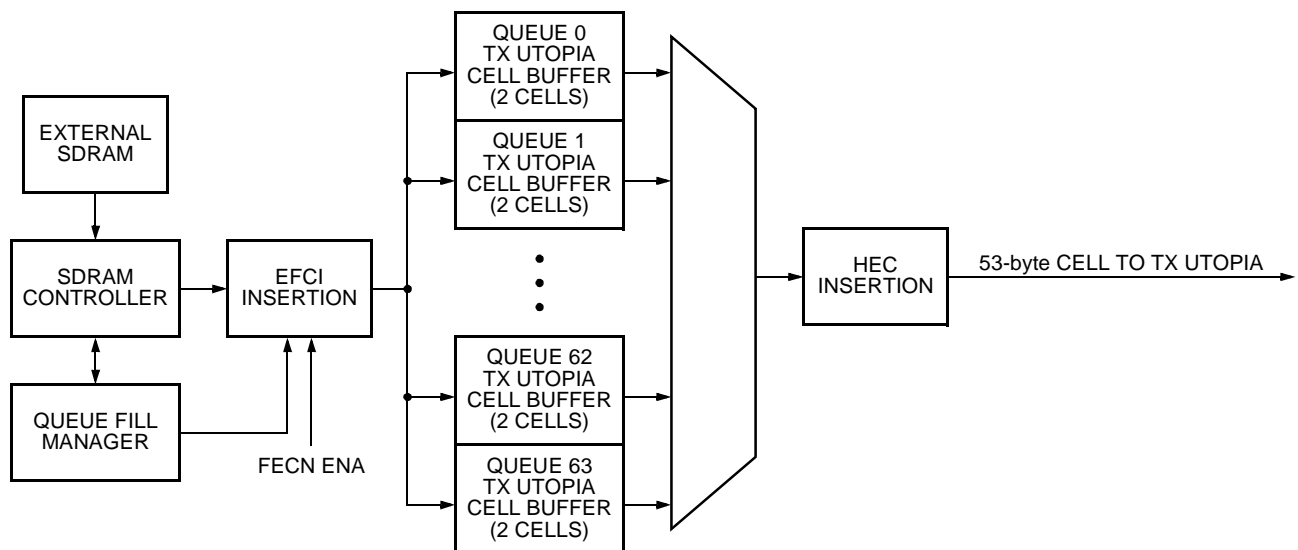 EXTERNAL
SDRAM
SDRAM
CONTROLLER
QUEUE FILL
MANAGER
EFCI
INSERTION
FECN ENA
QUEUE 0
TX UTOPIA
CELL BUFFER
(2 CELLS)
QUEUE 1
TX UTOPIA
CELL BUFFER
(2 CELLS)
QUEUE 62
TX UTOPIA
CELL BUFFER
(2 CELLS)
QUEUE 63
TX UTOPIA
CELL BUFFER
(2 CELLS)
HEC
INSERTION
53-byte CELL TO TX UTOPIA